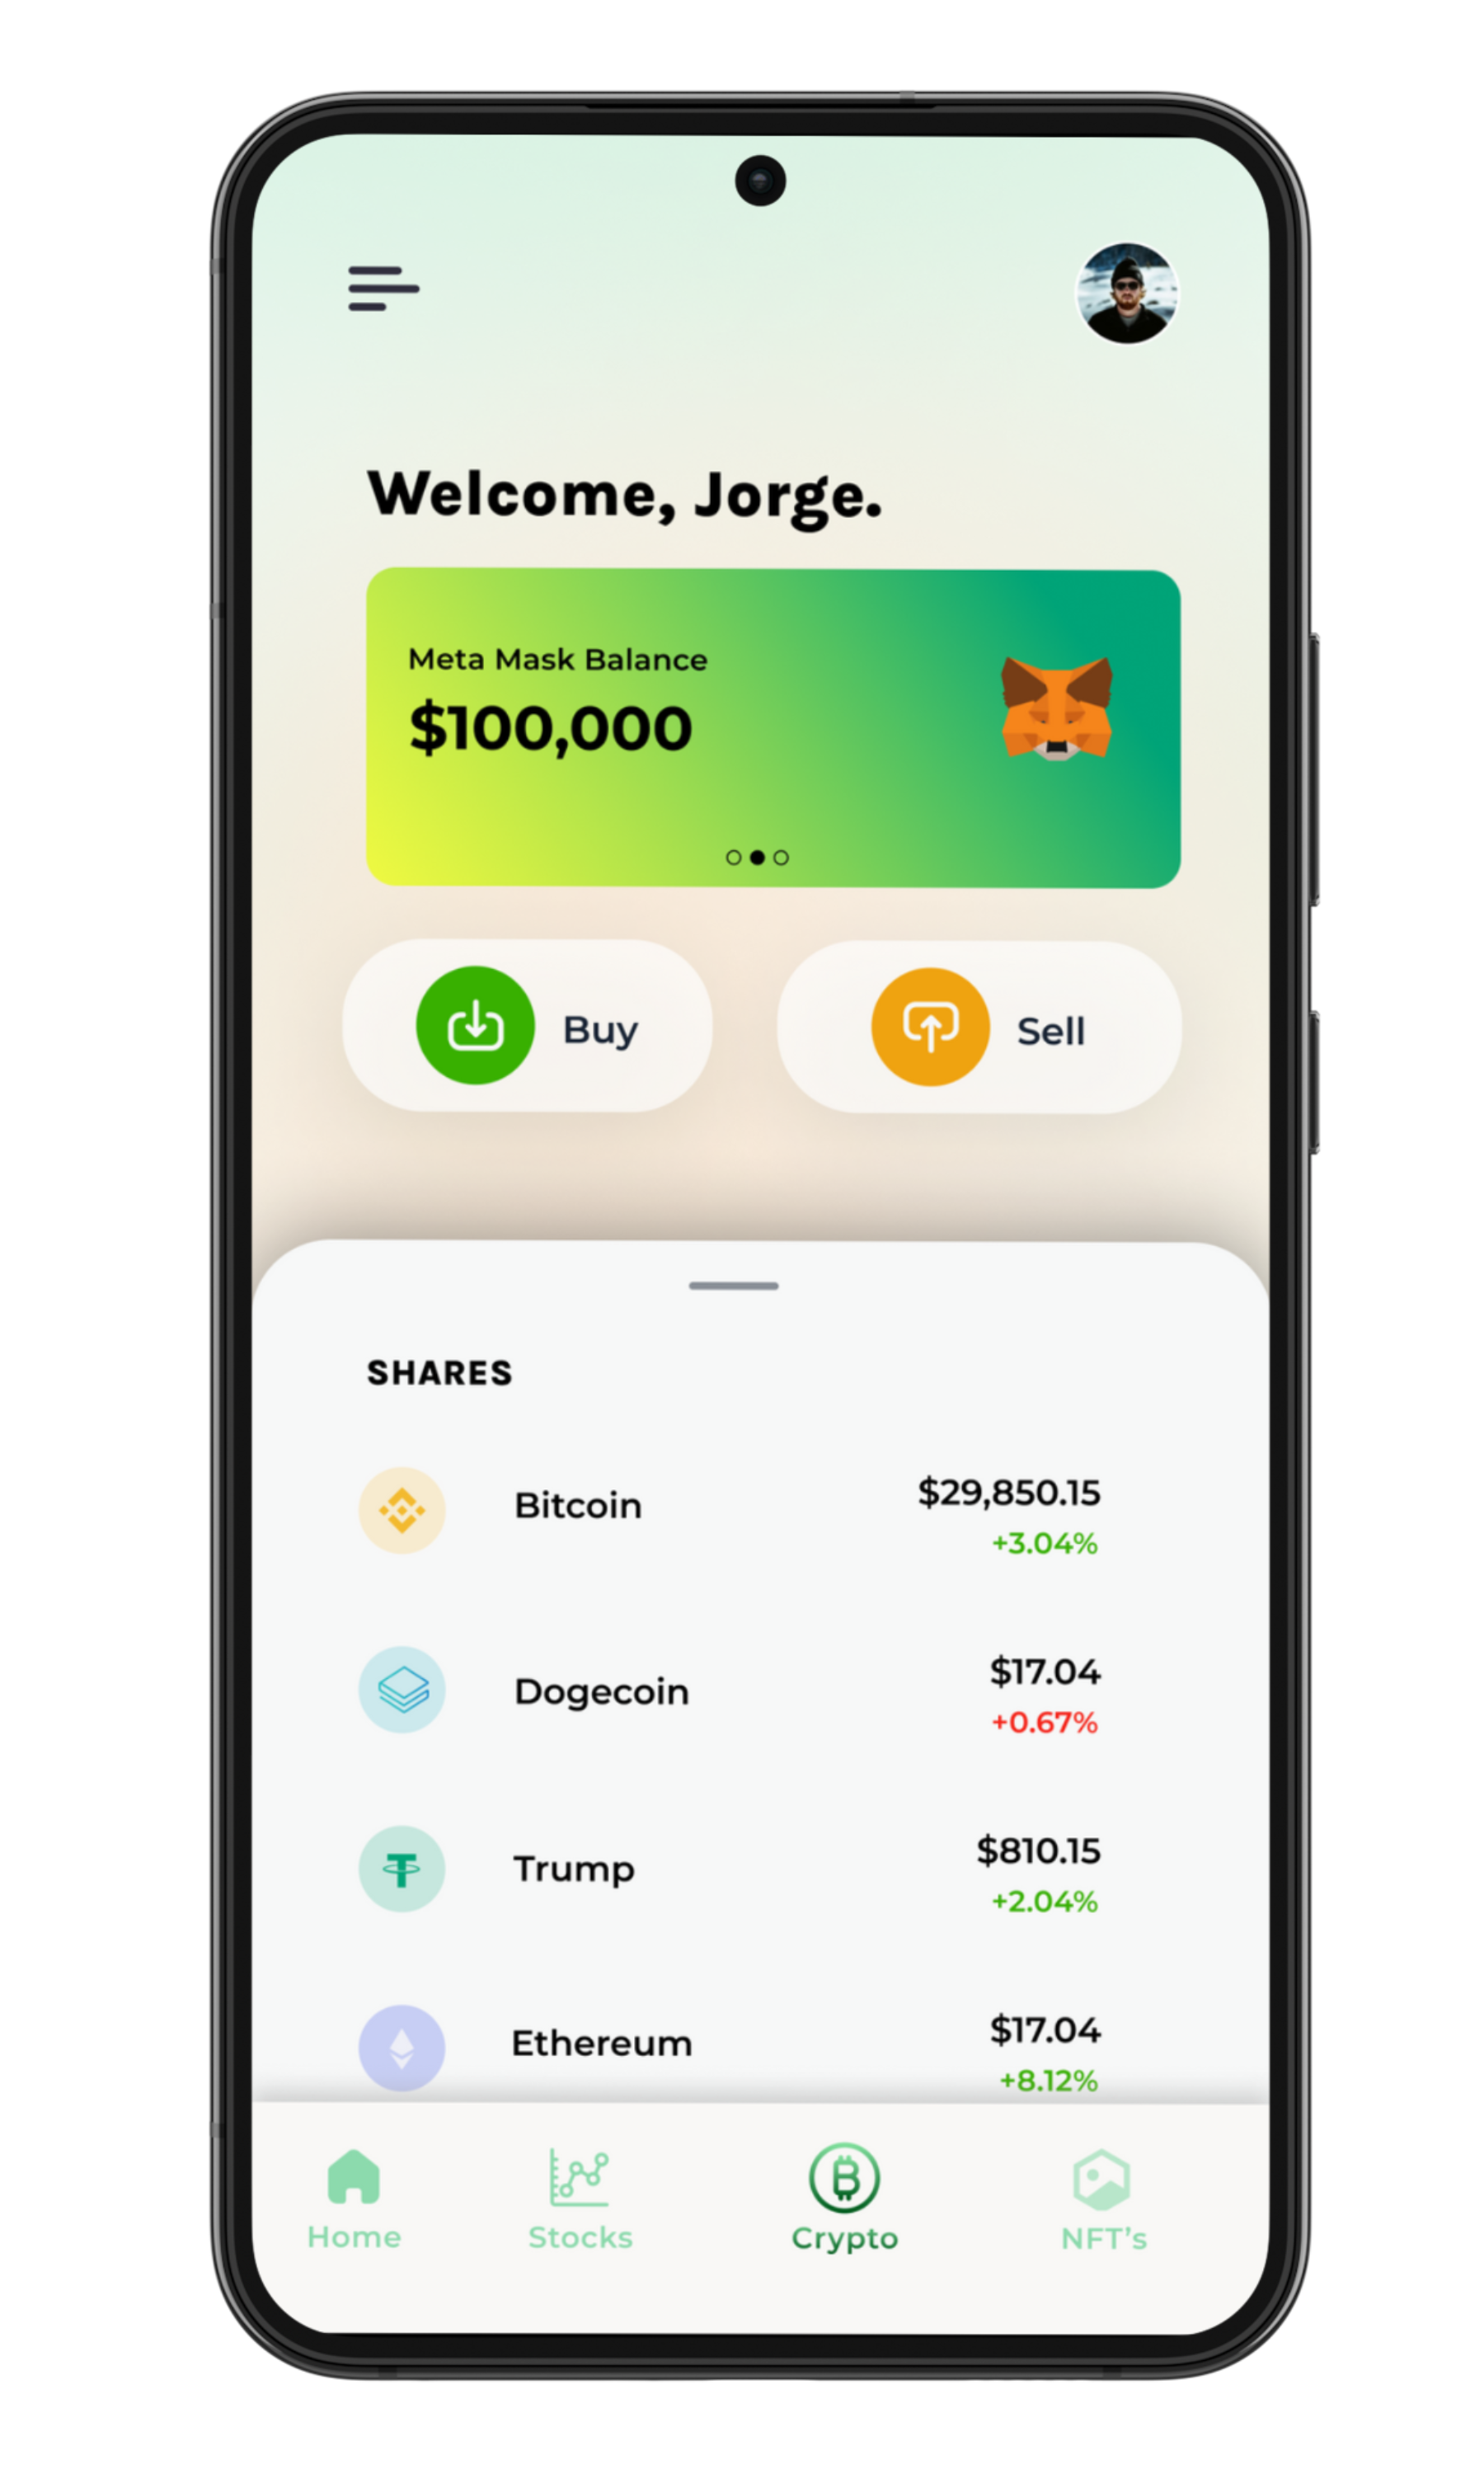 Welcome, Jorge.
Meta Mask Balance
$100,000
Buy
Sell
SHARES
Bitcoin
$29,850.15
+3.04%
Dogecoin
$17.04
+0.67%
Trump
$810.15
+2.04%
Ethereum
$17.04
+8.12%
Home
Stocks
Crypto
NFT’s